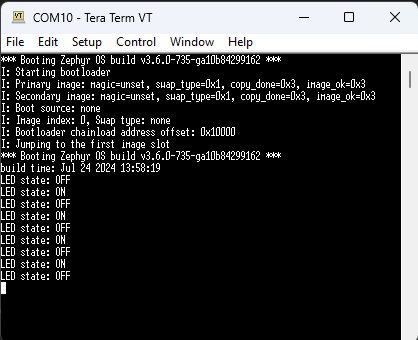 VT
COM10 - Tera Term VT
File Edit Setup Control Window Help
*** Booting Zephyr OS build v3.6.0-735-ga10b84299162 ***
I: Starting bootloader
I: Primary image: magic=unset, swap_type=0x1, copy_done=0x3, image_ok=0x3
I: Secondary image: magic=unset, swap_type=0x1, copy_done=0x3, image_ok=0x3
I: Boot source: none
I: Image index: 0, Swap type: none
I: Bootloader chainload address offset: 0x10000
I: Jumping to the first image slot
*** Booting Zephyr OS build v3.6.0-735-ga10b84299162 ***
build time: Jul 24 2024 13:58:19
LED state: OFF
LED state: ON
LED state: OFF
LED state: ON
LED state: OFF
LED state: ON
LED state: OFF
LED state: ON
LED state: OFF